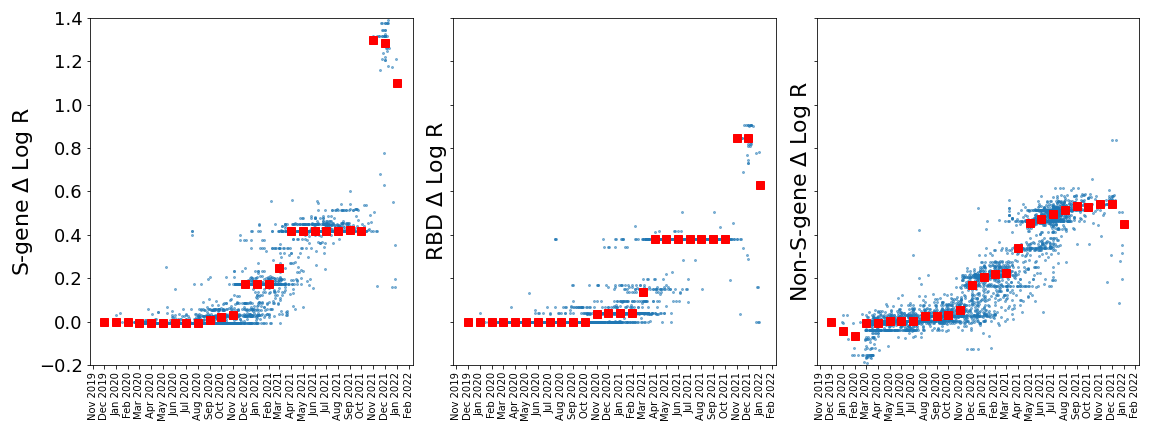 S-gene Δ Log R
1.4
1.2
1.0
0.8
0.6
0.4
0.2
0.0
−0.2
Nov 2019
Dec 2019
Jan 2020
Feb 2020
Mar 2020
Apr 2020
May 2020
Jun 2020
Jul 2020
Aug 2020
Sep 2020
Oct 2020
Nov 2020
Dec 2020
Jan 2021
Feb 2021
Mar 2021
Apr 2021
May 2021
Jun 2021
Jul 2021
Aug 2021
Sep 2021
Oct 2021
Nov 2021
Dec 2021
Jan 2022
Feb 2022
RBD Δ Log R
Nov 2019
Dec 2019
Jan 2020
Feb 2020
Mar 2020
Apr 2020
May 2020
Jun 2020
Jul 2020
Aug 2020
Sep 2020
Oct 2020
Nov 2020
Dec 2020
Jan 2021
Feb 2021
Mar 2021
Apr 2021
May 2021
Jun 2021
Jul 2021
Aug 2021
Sep 2021
Oct 2021
Nov 2021
Dec 2021
Jan 2022
Feb 2022
Non-S-gene Δ Log R
Nov 2019
Dec 2019
Jan 2020
Feb 2020
Mar 2020
Apr 2020
May 2020
Jun 2020
Jul 2020
Aug 2020
Sep 2020
Oct 2020
Nov 2020
Dec 2020
Jan 2021
Feb 2021
Mar 2021
Apr 2021
May 2021
Jun 2021
Jul 2021
Aug 2021
Sep 2021
Oct 2021
Nov 2021
Dec 2021
Jan 2022
Feb 2022